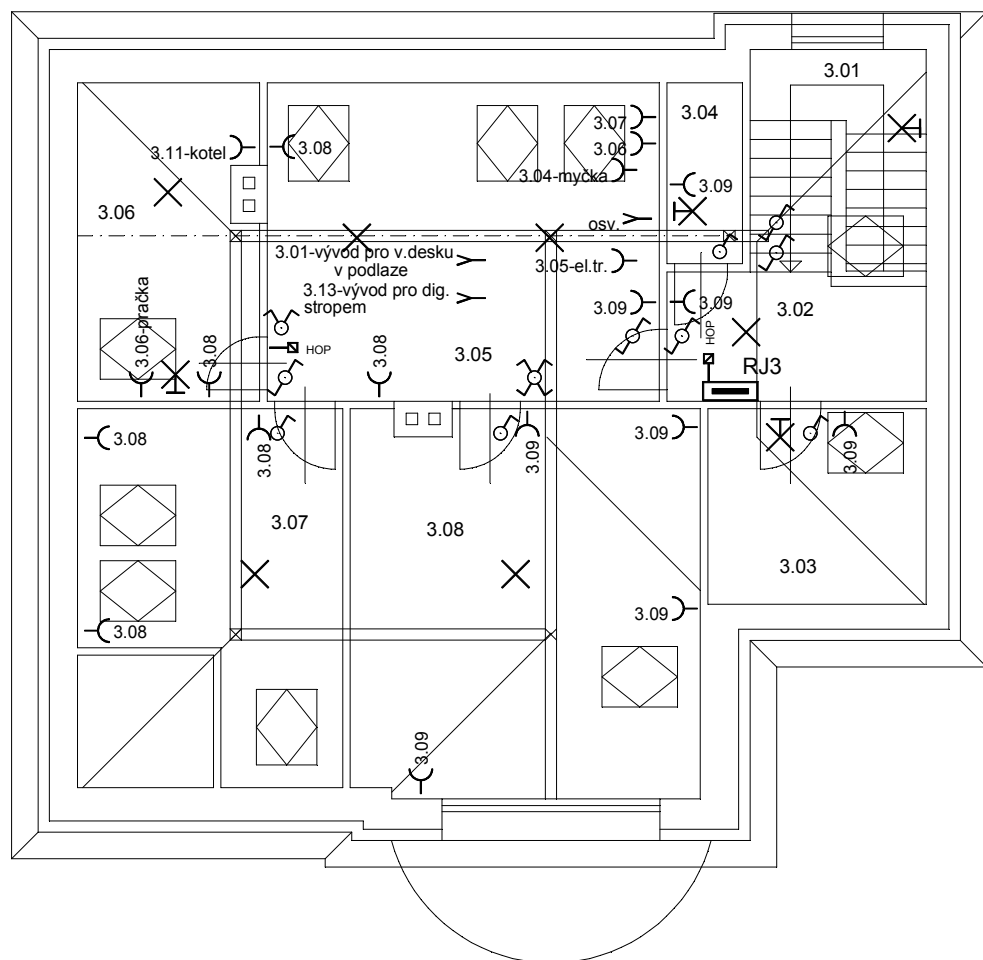 3.01
3.04
3.07
3.06
3.11-kotel
3.08
3.04-myčka
3.09
3.06
osv.
3.01-vývod pro v.desku
v podlaze
3.05-el.tr.
3.13-vývod pro dig.
stropem
3.09
3.09
3.02
3.06-pračka
3.08
HOP
3.05
3.08
HOP
RJ3
3.08
3.08
3.09
3.09
3.09
3.07
3.08
3.03
3.08
3.09
3.09